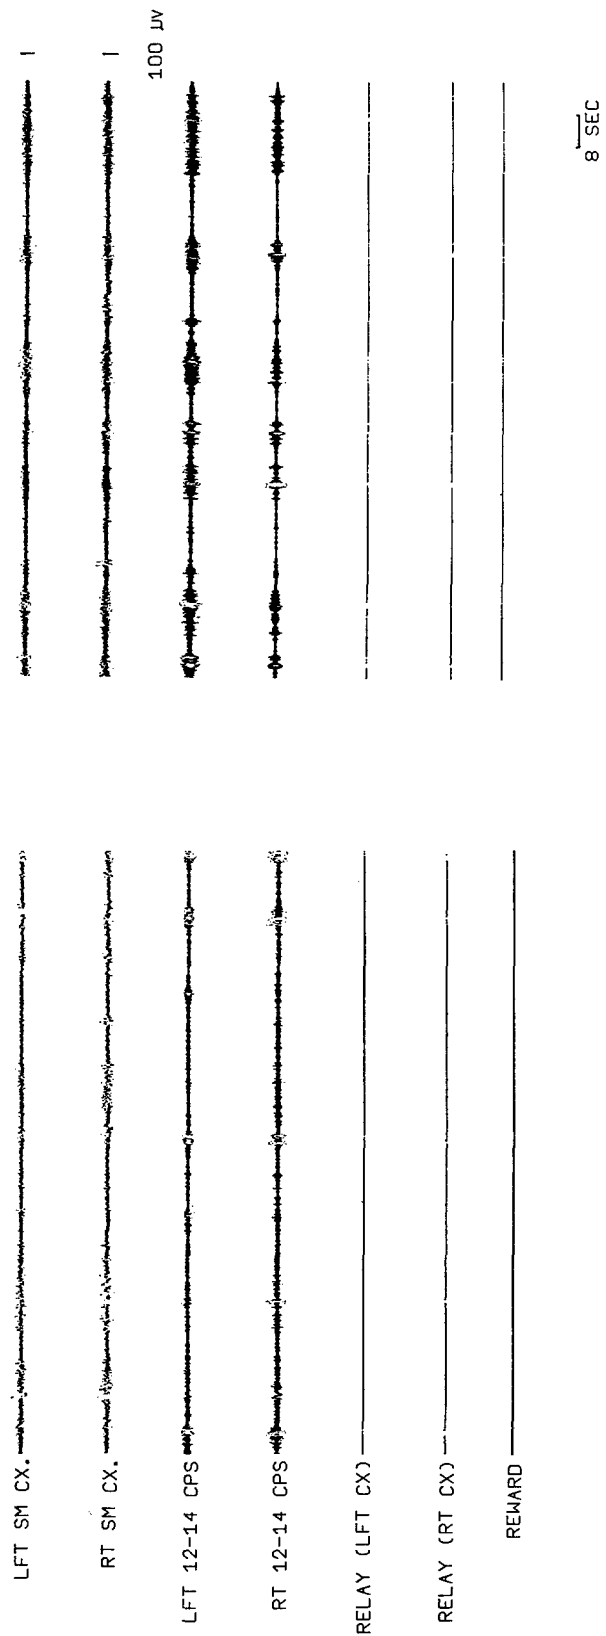 LFT SM CX.
RT SM CX.
LFT 12-14 CPS
RT 12-14 CPS
RELAY (LFT CX)
RELAY (RT CX)
REWARD
100 µV
8 SEC